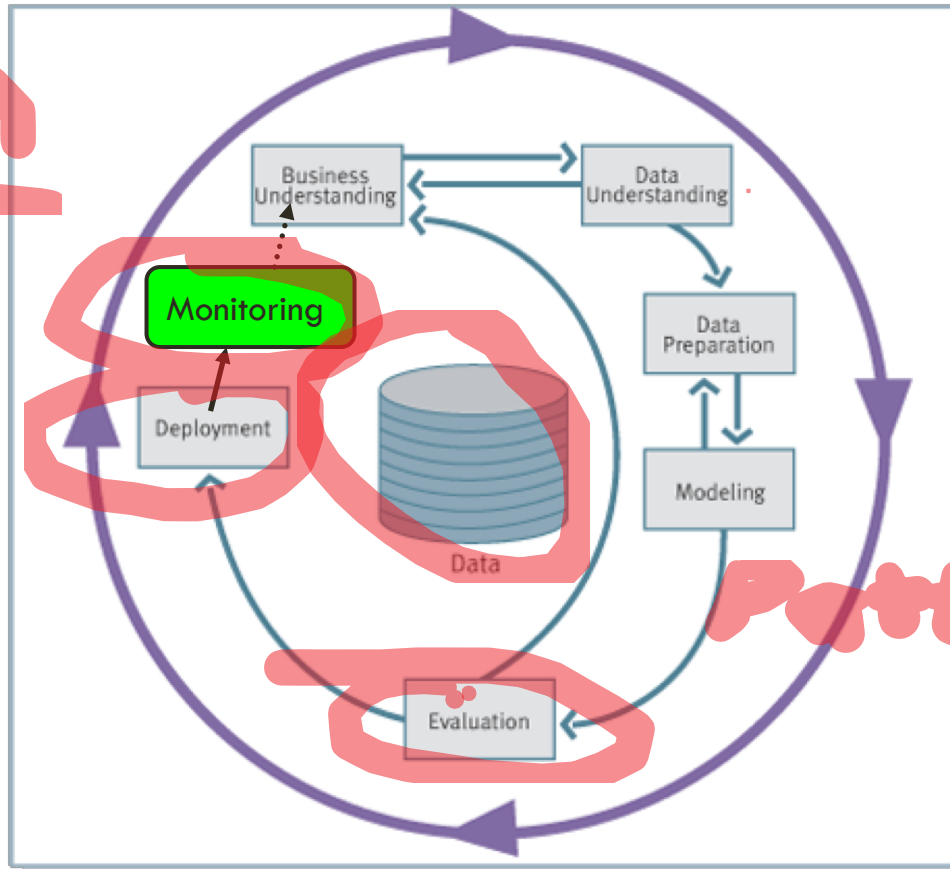 Business
Understanding
Data
Understanding
Monitoring
Data
Preparation
Deployment
Modeling
Data
Evaluation